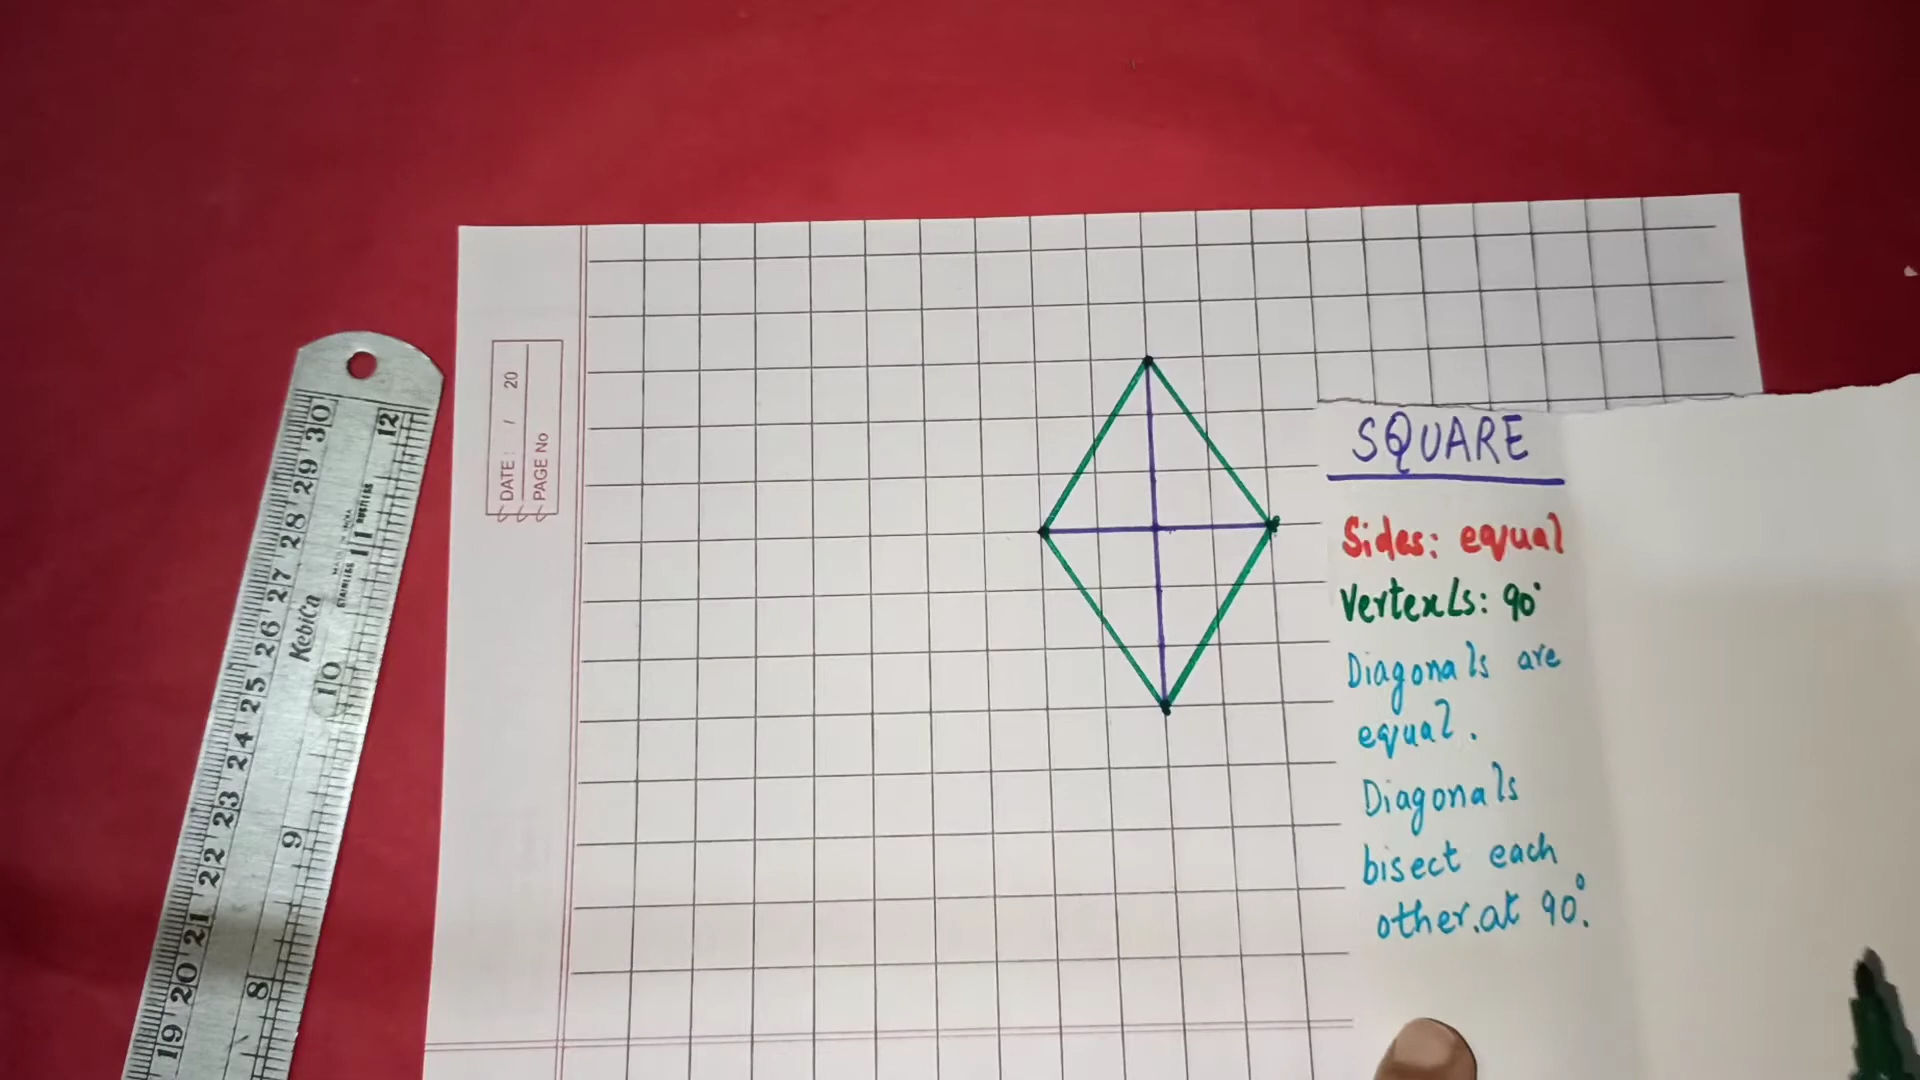 SQUARE
Sides: equal
Vertex∠s: 90°
Diagonals are
equal.
Diagonals
bisect each
other.at 90°.
DATE: / 20
PAGE No
KebiCa
30 29 28 27 26 25 24 23 22 21 20 19
12 11 10 9 8